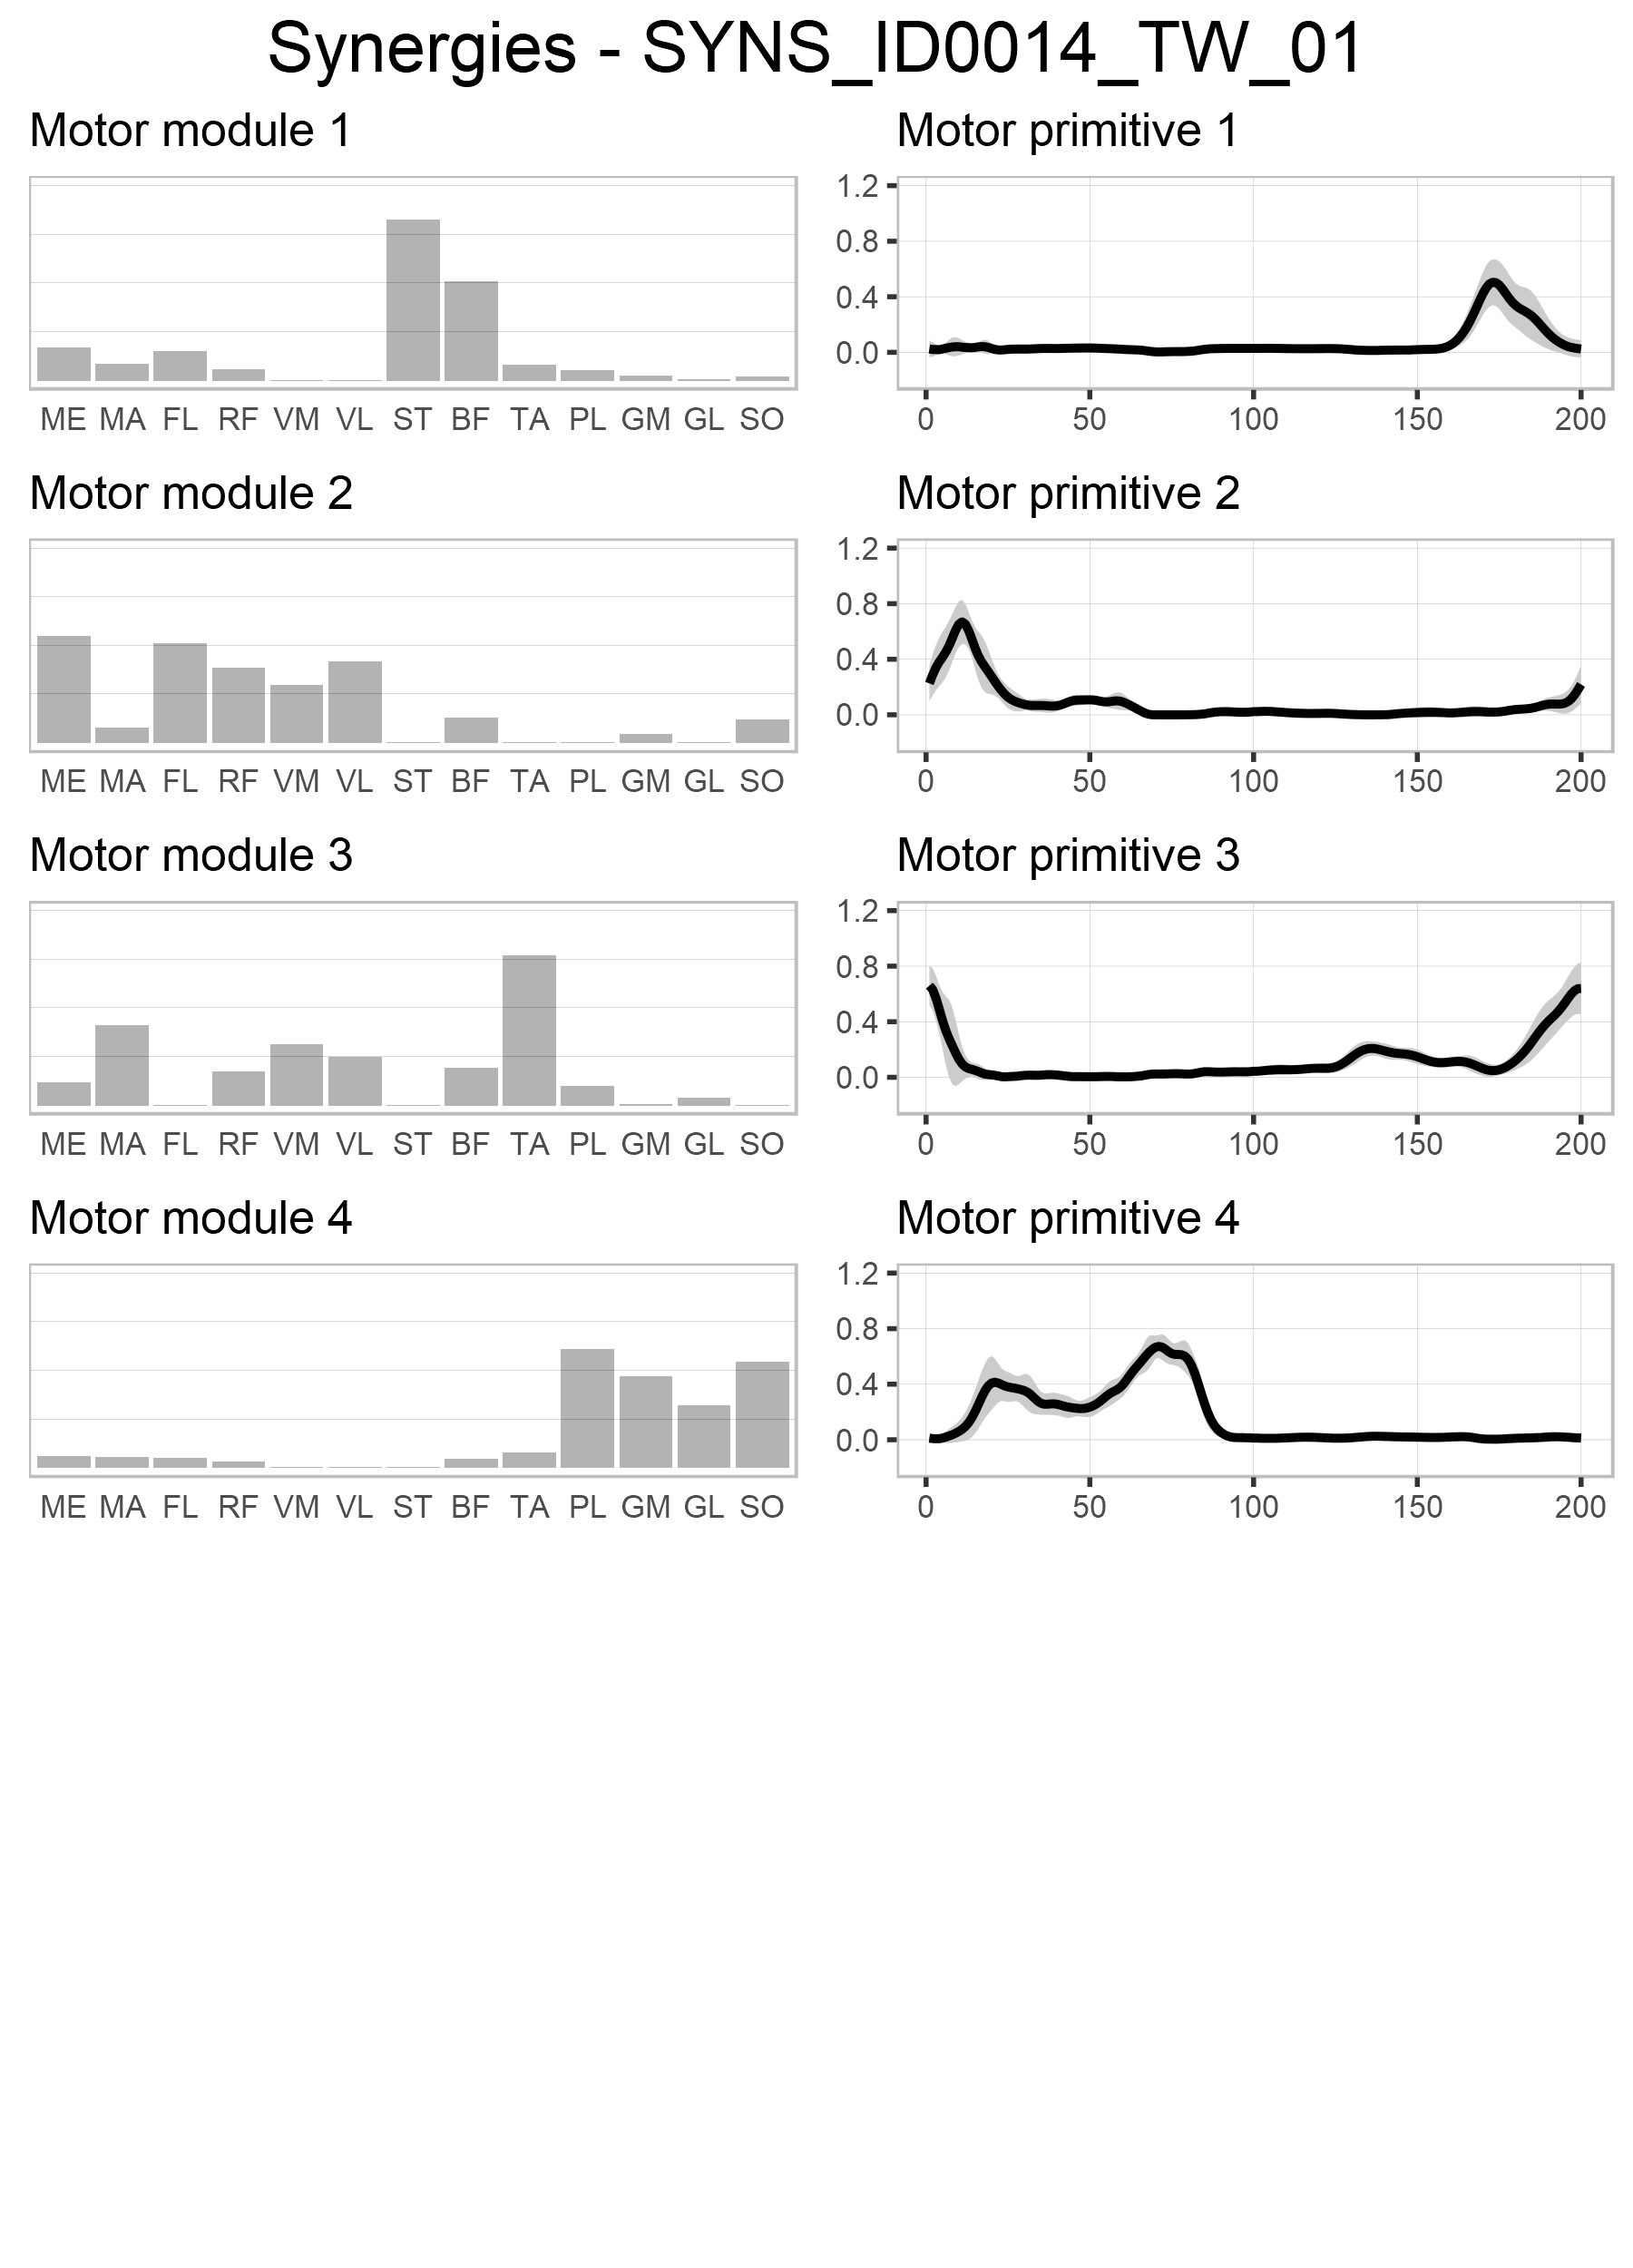 Synergies - SYNS_ID0014_TW_01
Motor module 1
Motor primitive 1
1.2
0.8
0.4
0.0
ME MA FL RF VM VL ST BF TA PL GM GL SO
0 50 100 150 200
Motor module 2
Motor primitive 2
1.2
0.8
0.4
0.0
ME MA FL RF VM VL ST BF TA PL GM GL SO
0 50 100 150 200
Motor module 3
Motor primitive 3
1.2
0.8
0.4
0.0
ME MA FL RF VM VL ST BF TA PL GM GL SO
0 50 100 150 200
Motor module 4
Motor primitive 4
1.2
0.8
0.4
0.0
ME MA FL RF VM VL ST BF TA PL GM GL SO
0 50 100 150 200